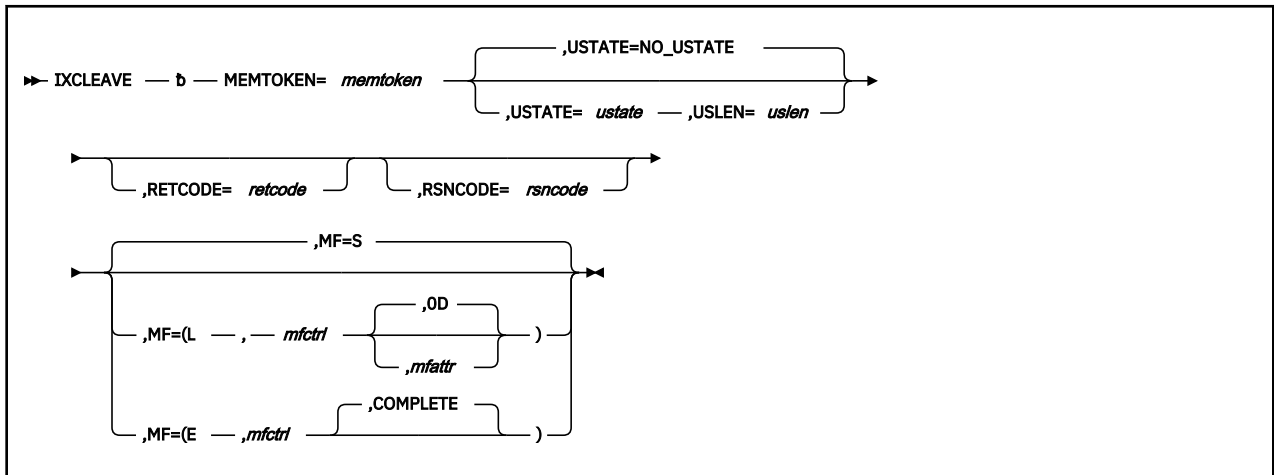 ,USTATE=NO_USTATE
IXCLEAVE ƀ MEMTOKEN= memtoken
,USTATE= ustate ,USLEN= uslen
,RETCODE= retcode ,RSNCODE= rsncode
,MF=S
,0D
,MF=(L , mfctrl )
,mfattr
,COMPLETE
,MF=(E ,mfctrl )